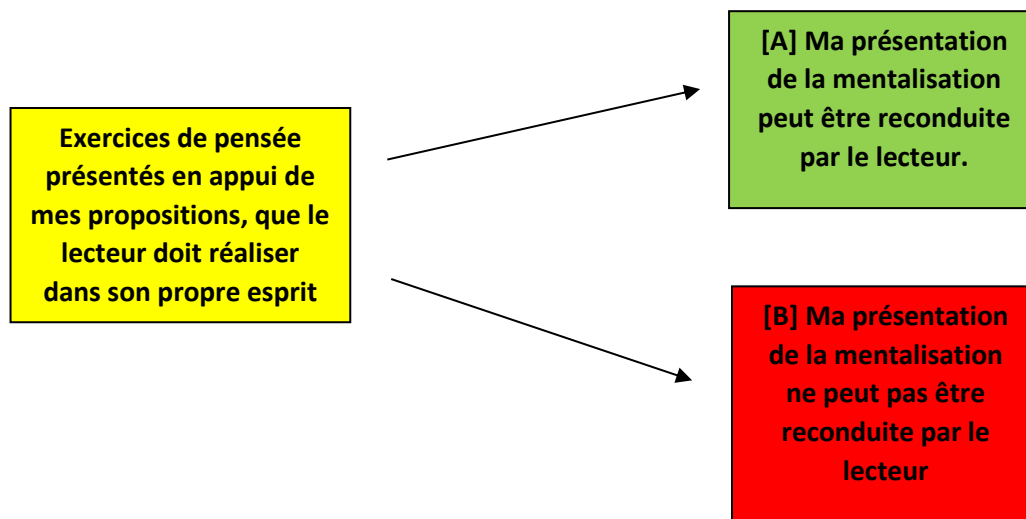 Exercices de pensée
présentés en appui de
mes propositions, que le
lecteur doit réaliser
dans son propre esprit
[A] Ma présentation
de la mentalisation
peut être reconduite
par le lecteur.
[B] Ma présentation
de la mentalisation
ne peut pas être
reconduite par le
lecteur